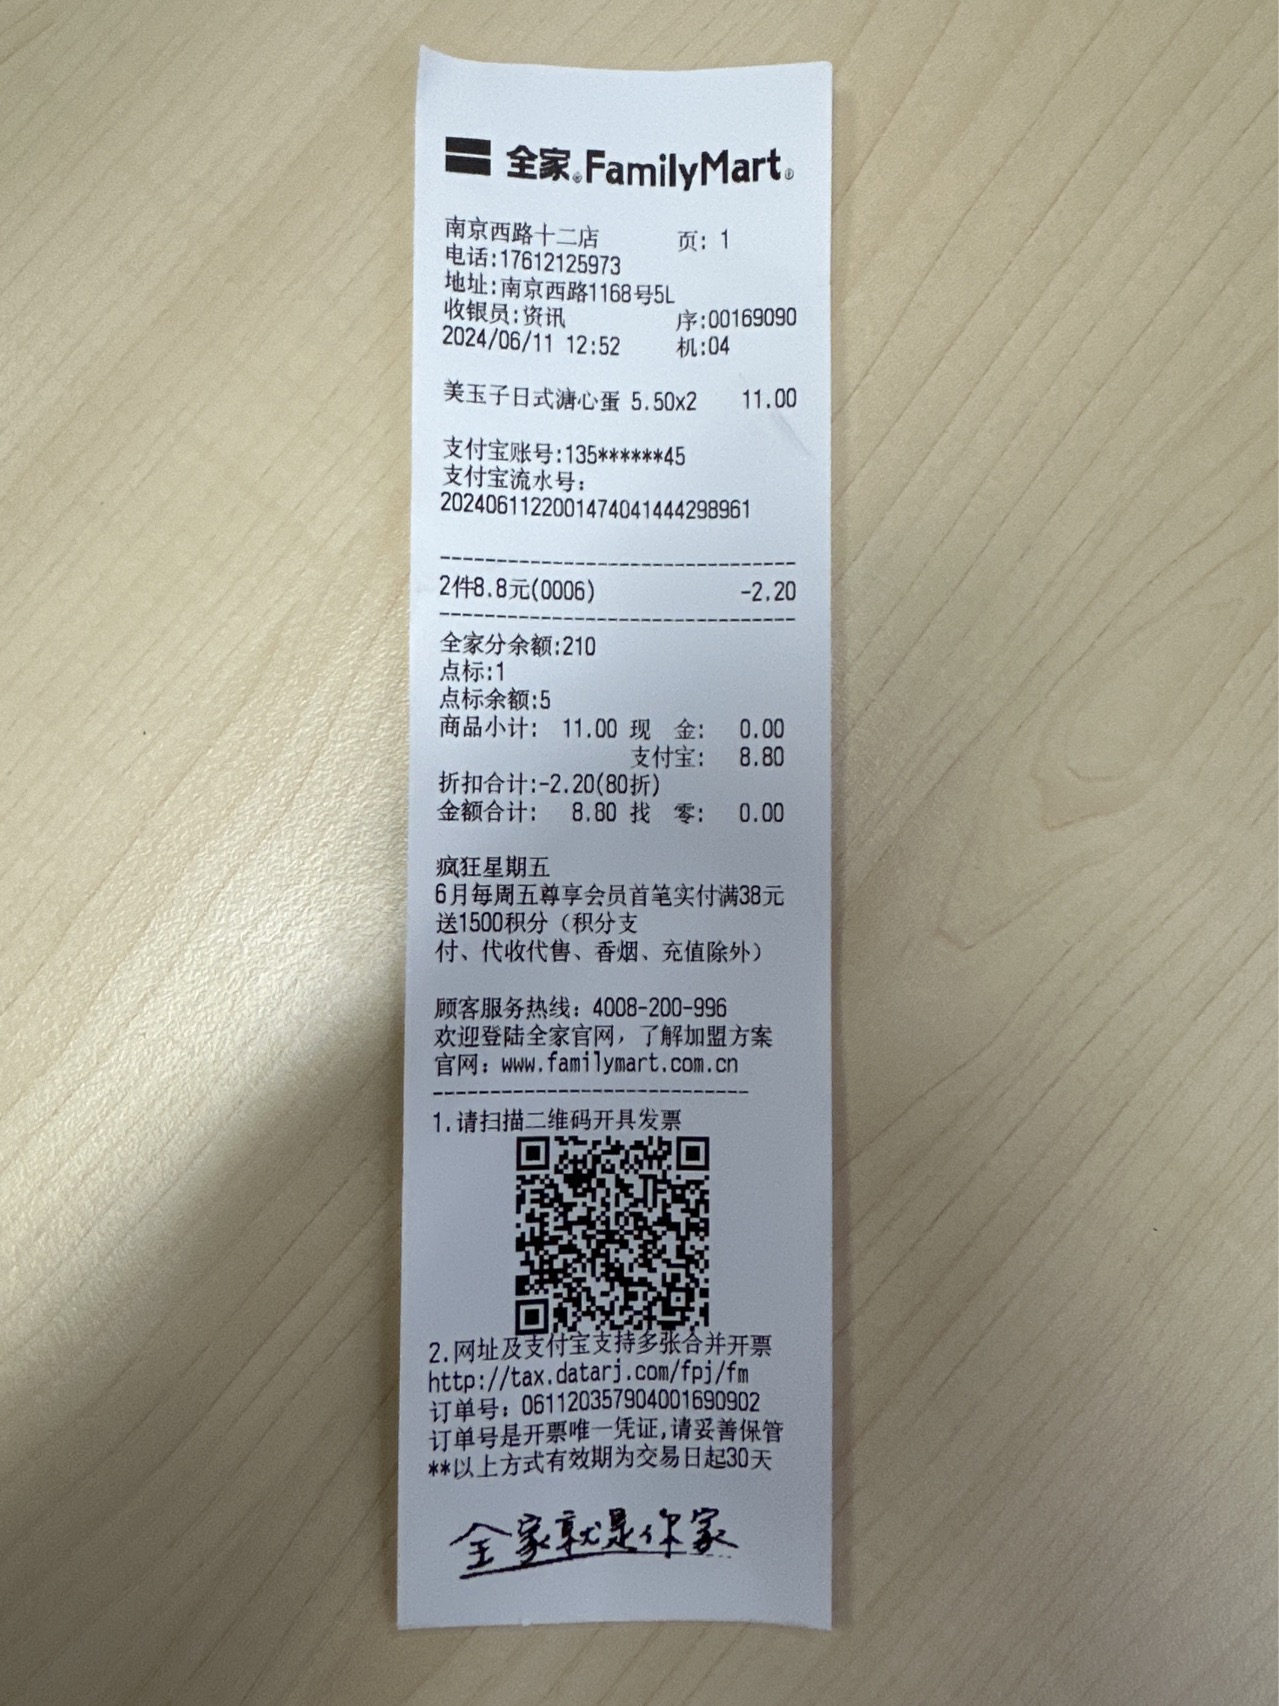 全家 FamilyMart
南京西路十二店 页: 1
电话:17612125973
地址:南京西路1168号5L
收银员:资讯 序:00169090
2024/06/11 12:52 机:04
美玉子日式溏心蛋 5.50x2 11.00
支付宝账号:135******45
支付宝流水号:
2024061122001474041444298961
--------------------------------
2件8.8元(0006) -2.20
--------------------------------
全家分余额:210
点标:1
点标余额:5
商品小计: 11.00 现 金: 0.00
支付宝: 8.80
折扣合计:-2.20(80折)
金额合计: 8.80 找 零: 0.00
疯狂星期五
6月每周五尊享会员首笔实付满38元
送1500积分（积分支
付、代收代售、香烟、充值除外）
顾客服务热线: 4008-200-996
欢迎登陆全家官网，了解加盟方案
官网: www.familymart.com.cn
----------------------------
1.请扫描二维码开具发票
2.网址及支付宝支持多张合并开票
http://tax.datarj.com/fpj/fm
订单号: 061120357904001690902
订单号是开票唯一凭证,请妥善保管
**以上方式有效期为交易日起30天
全家就是你家